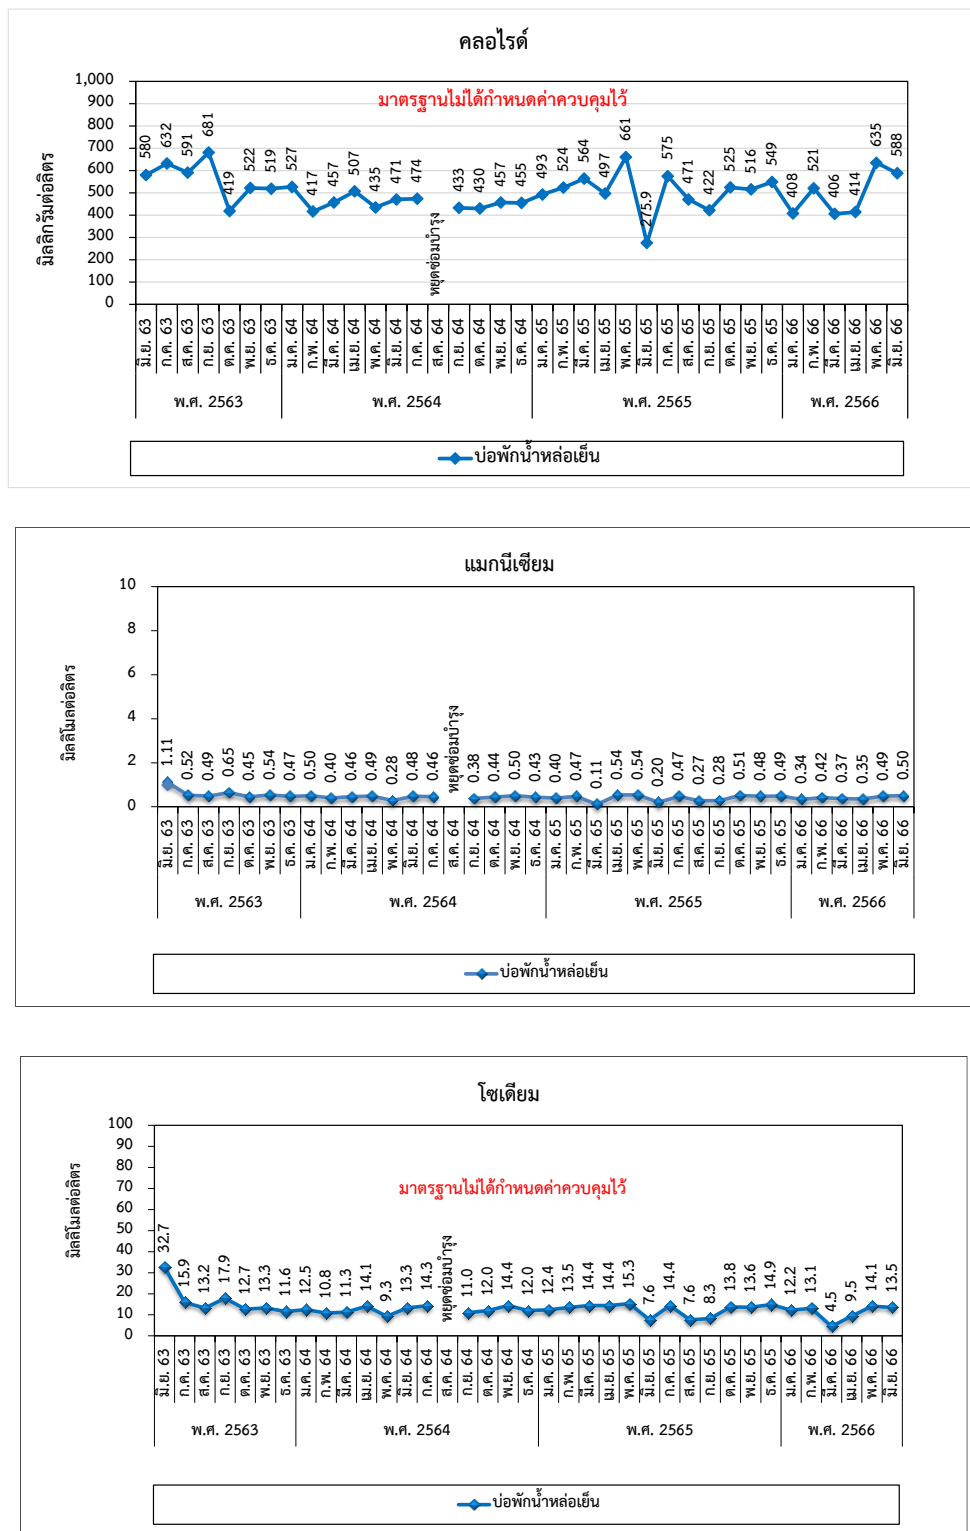 คลอไรด์
มาตรฐานไม่ได้กำหนดค่าควบคุมไว้
มิลลิกรัมต่อลิตร
1,000
900
800
700
600
500
400
300
200
100
0
580 632 591 681 419 522 519 527 417 457 507 435 471 474 หยุดซ่อมบำรุง 433 430 457 455 493 524 564 497 661 275.9 575 471 422 525 516 549 408 521 406 414 635 588
มิ.ย. 63 ก.ค. 63 ส.ค. 63 ก.ย. 63 ต.ค. 63 พ.ย. 63 ธ.ค. 63 ม.ค. 64 ก.พ. 64 มี.ค. 64 เม.ย. 64 พ.ค. 64 มิ.ย. 64 ก.ค. 64 ส.ค. 64 ก.ย. 64 ต.ค. 64 พ.ย. 64 ธ.ค. 64 ม.ค. 65 ก.พ. 65 มี.ค. 65 เม.ย. 65 พ.ค. 65 มิ.ย. 65 ก.ค. 65 ส.ค. 65 ก.ย. 65 ต.ค. 65 พ.ย. 65 ธ.ค. 65 ม.ค. 66 ก.พ. 66 มี.ค. 66 เม.ย. 66 พ.ค. 66 มิ.ย. 66
พ.ศ. 2563 พ.ศ. 2564 พ.ศ. 2565 พ.ศ. 2566
บ่อพักน้ำหล่อเย็น
แมกนีเซียม
มิลลิโมลต่อลิตร
10
8
6
4
2
0
1.11 0.52 0.49 0.65 0.45 0.54 0.47 0.50 0.40 0.46 0.49 0.28 0.48 0.46 หยุดซ่อมบำรุง 0.38 0.44 0.50 0.43 0.40 0.47 0.11 0.54 0.54 0.20 0.47 0.27 0.28 0.51 0.48 0.49 0.34 0.42 0.37 0.35 0.49 0.50
มิ.ย. 63 ก.ค. 63 ส.ค. 63 ก.ย. 63 ต.ค. 63 พ.ย. 63 ธ.ค. 63 ม.ค. 64 ก.พ. 64 มี.ค. 64 เม.ย. 64 พ.ค. 64 มิ.ย. 64 ก.ค. 64 ส.ค. 64 ก.ย. 64 ต.ค. 64 พ.ย. 64 ธ.ค. 64 ม.ค. 65 ก.พ. 65 มี.ค. 65 เม.ย. 65 พ.ค. 65 มิ.ย. 65 ก.ค. 65 ส.ค. 65 ก.ย. 65 ต.ค. 65 พ.ย. 65 ธ.ค. 65 ม.ค. 66 ก.พ. 66 มี.ค. 66 เม.ย. 66 พ.ค. 66 มิ.ย. 66
พ.ศ. 2563 พ.ศ. 2564 พ.ศ. 2565 พ.ศ. 2566
บ่อพักน้ำหล่อเย็น
โซเดียม
มาตรฐานไม่ได้กำหนดค่าควบคุมไว้
มิลลิโมลต่อลิตร
100
90
80
70
60
50
40
30
20
10
0
32.7 15.9 13.2 17.9 12.7 13.3 11.6 12.5 10.8 11.3 14.1 9.3 13.3 14.3 หยุดซ่อมบำรุง 11.0 12.0 14.4 12.0 12.4 13.5 14.4 14.4 15.3 7.6 14.4 7.6 8.3 13.8 13.6 14.9 12.2 13.1 4.5 9.5 14.1 13.5
มิ.ย. 63 ก.ค. 63 ส.ค. 63 ก.ย. 63 ต.ค. 63 พ.ย. 63 ธ.ค. 63 ม.ค. 64 ก.พ. 64 มี.ค. 64 เม.ย. 64 พ.ค. 64 มิ.ย. 64 ก.ค. 64 ส.ค. 64 ก.ย. 64 ต.ค. 64 พ.ย. 64 ธ.ค. 64 ม.ค. 65 ก.พ. 65 มี.ค. 65 เม.ย. 65 พ.ค. 65 มิ.ย. 65 ก.ค. 65 ส.ค. 65 ก.ย. 65 ต.ค. 65 พ.ย. 65 ธ.ค. 65 ม.ค. 66 ก.พ. 66 มี.ค. 66 เม.ย. 66 พ.ค. 66 มิ.ย. 66
พ.ศ. 2563 พ.ศ. 2564 พ.ศ. 2565 พ.ศ. 2566
บ่อพักน้ำหล่อเย็น